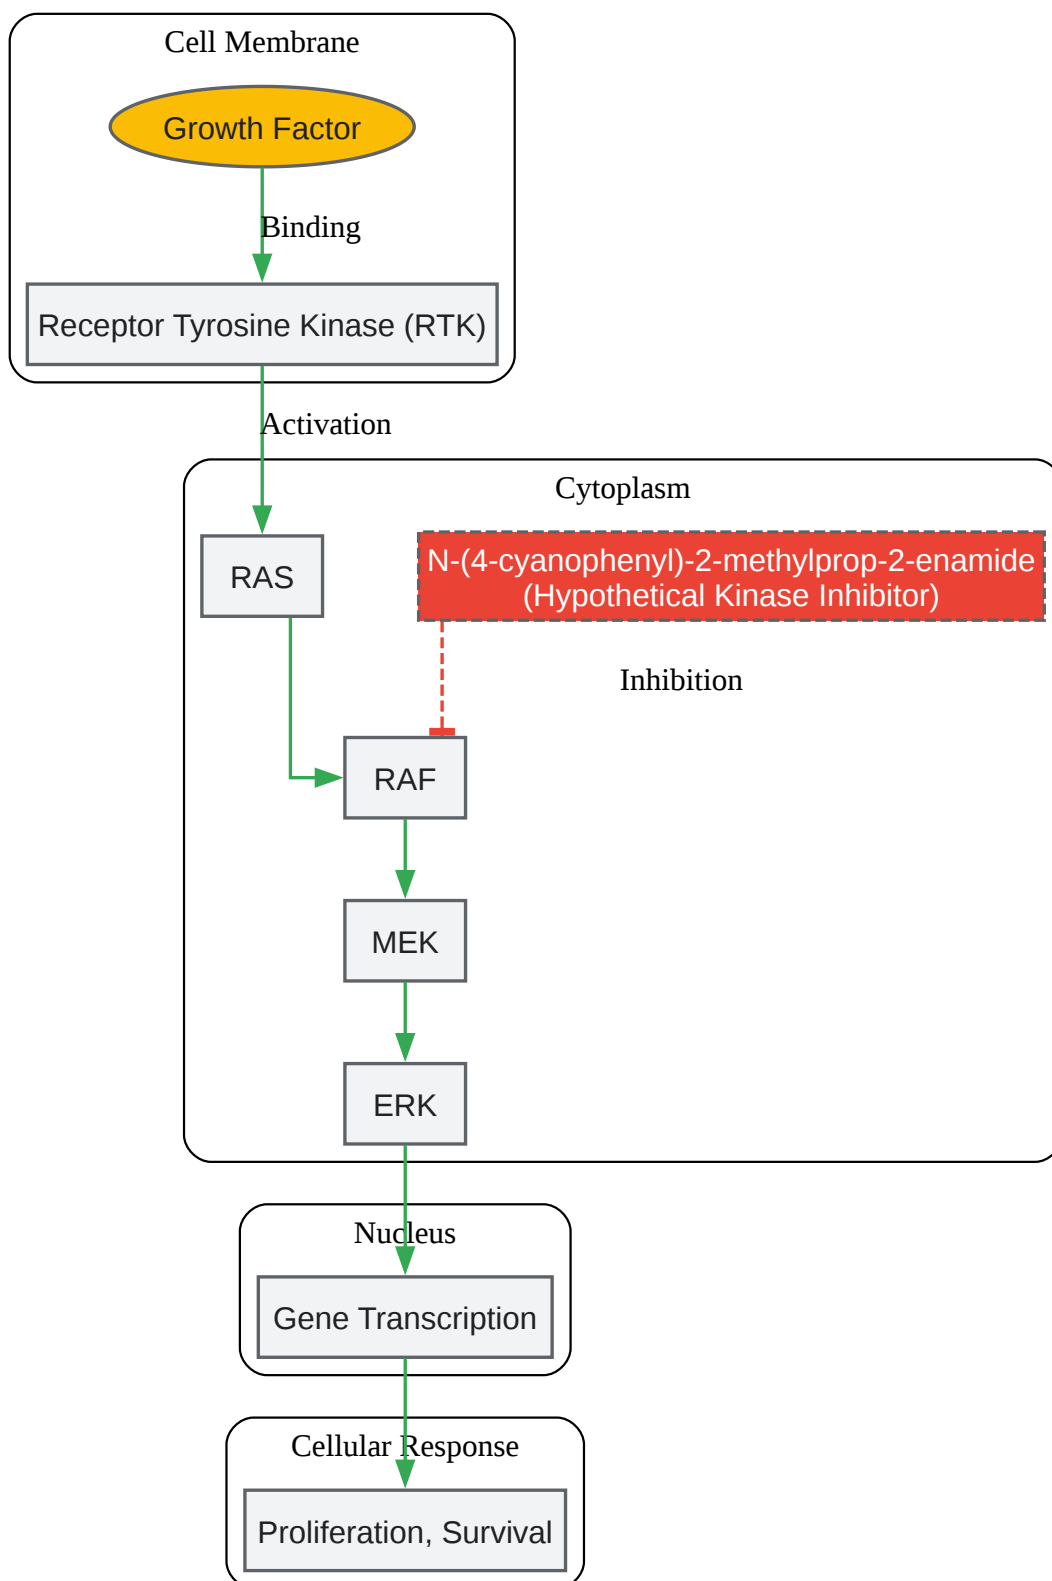 Cell Membrane
Growth Factor
Binding
Receptor Tyrosine Kinase (RTK)
Activation
Cytoplasm
RAS
N-(4-cyanophenyl)-2-methylprop-2-enamide
(Hypothetical Kinase Inhibitor)
Inhibition
RAF
MEK
ERK
Nucleus
Gene Transcription
Cellular Response
Proliferation, Survival